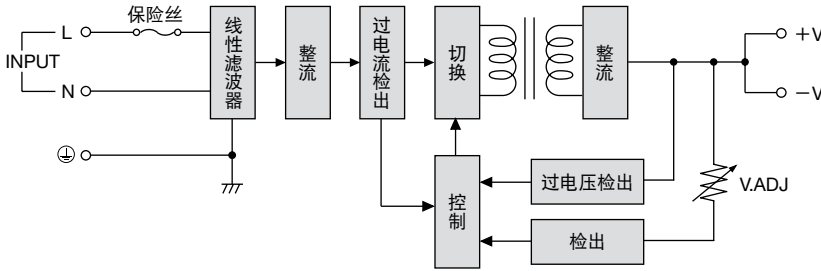 保险丝
L
INPUT
N
线性滤波器
整流
过电流检出
切换
整流
+V
−V
控制
过电压检出
检出
V.ADJ